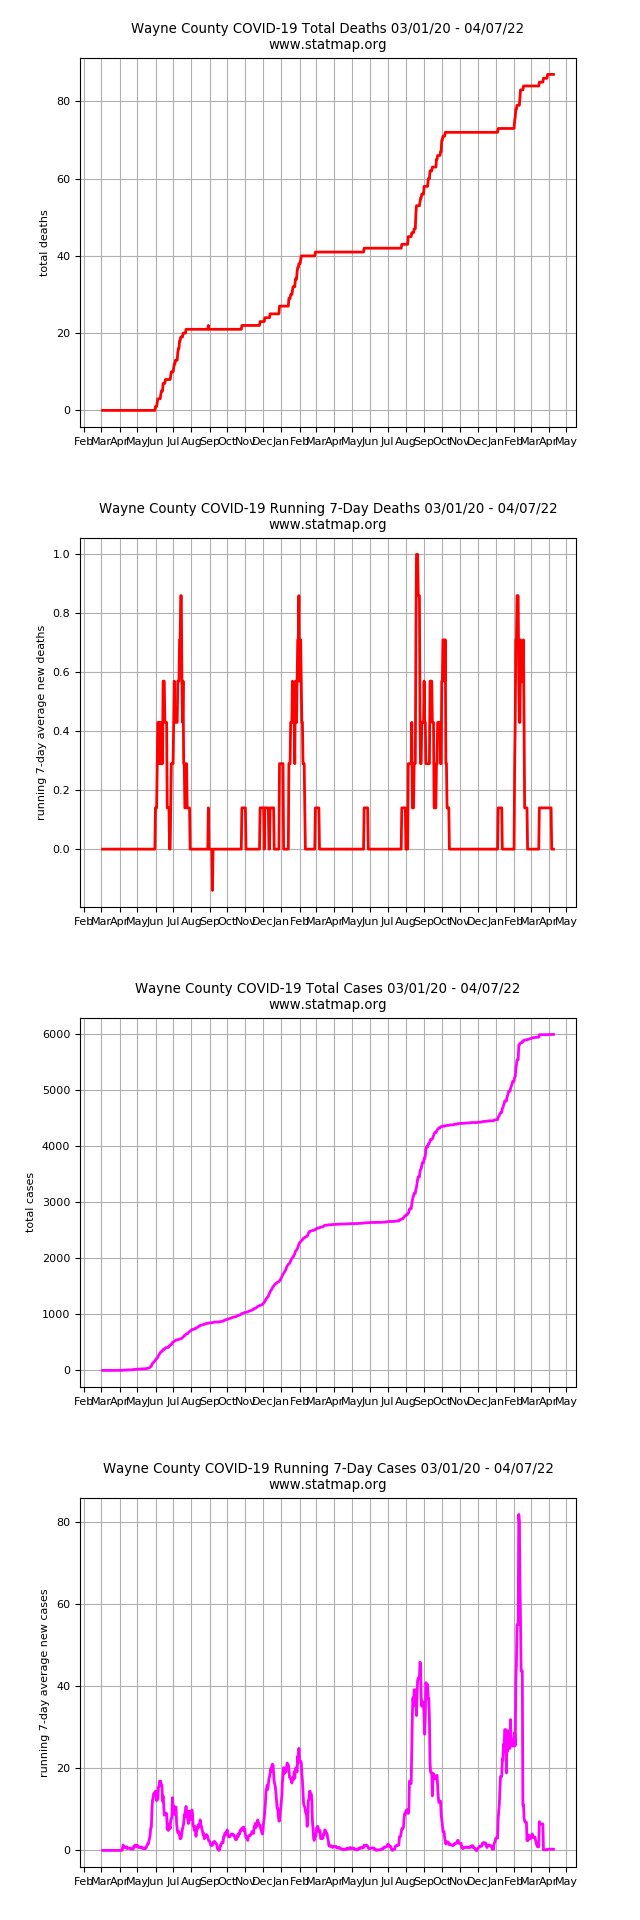 Wayne County COVID-19 Total Deaths 03/01/20 - 04/07/22
www.statmap.org
80
60
40
20
0
total deaths
Feb Mar Apr May Jun Jul Aug Sep Oct Nov Dec Jan Feb Mar Apr May Jun Jul Aug Sep Oct Nov Dec Jan Feb Mar Apr May
Wayne County COVID-19 Running 7-Day Deaths 03/01/20 - 04/07/22
www.statmap.org
1.0
0.8
0.6
0.4
0.2
0.0
running 7-day average new deaths
Feb Mar Apr May Jun Jul Aug Sep Oct Nov Dec Jan Feb Mar Apr May Jun Jul Aug Sep Oct Nov Dec Jan Feb Mar Apr May
Wayne County COVID-19 Total Cases 03/01/20 - 04/07/22
www.statmap.org
6000
5000
4000
3000
2000
1000
0
total cases
Feb Mar Apr May Jun Jul Aug Sep Oct Nov Dec Jan Feb Mar Apr May Jun Jul Aug Sep Oct Nov Dec Jan Feb Mar Apr May
Wayne County COVID-19 Running 7-Day Cases 03/01/20 - 04/07/22
www.statmap.org
80
60
40
20
0
running 7-day average new cases
Feb Mar Apr May Jun Jul Aug Sep Oct Nov Dec Jan Feb Mar Apr May Jun Jul Aug Sep Oct Nov Dec Jan Feb Mar Apr May